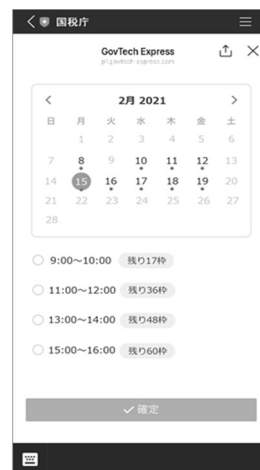 国税庁
GovTech Express
pl.govtech-express.com
2月 2021
日 月 火 水 木 金 土
1 2 3 4 5 6
7 8 9 10 11 12 13
14 15 16 17 18 19 20
21 22 23 24 25 26 27
28
9:00～10:00 残り17枠
11:00～12:00 残り36枠
13:00～14:00 残り48枠
15:00～16:00 残り60枠
✓確定